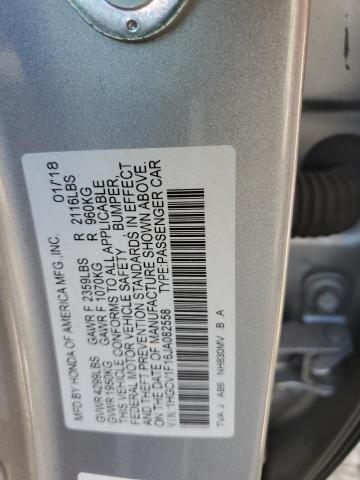 MFD.BY HONDA OF AMERICA MFG.,INC. 01/18
GVWR 4299LBS GAWR F 2359LBS R 2116LBS
GVWR 1950KG GAWR F 1070KG R 960KG
THIS VEHICLE CONFORMS TO ALL APPLICABLE
FEDERAL MOTOR VEHICLE SAFETY BUMPER,
AND THEFT PREVENTION STANDARDS IN EFFECT
ON THE DATE OF MANUFACTURE SHOWN ABOVE.
V.I.N:1HGCV1F16JA082558 TYPE:PASSENGER CAR
TVA J AB6 NH830MV B A